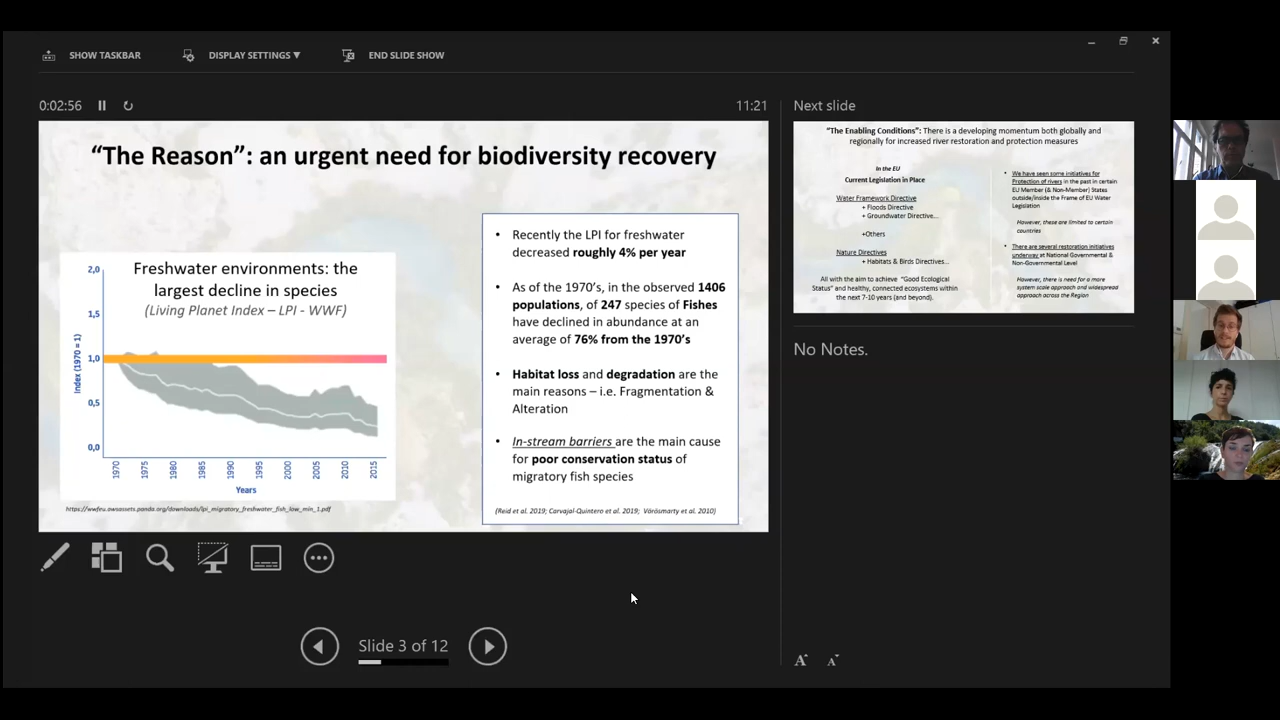 SHOW TASKBAR
DISPLAY SETTINGS ▼
END SLIDE SHOW
0:02:56
11:21
“The Reason”: an urgent need for biodiversity recovery
Freshwater environments: the
largest decline in species
(Living Planet Index – LPI - WWF)
Index (1970 = 1)
2,0
1,5
1,0
0,5
0,0
1970
1975
1980
1985
1990
1995
2000
2005
2010
2015
Years
https://wwfeu.awsassets.panda.org/downloads/lpi_migratory_freshwater_fish_low_min_1.pdf
• Recently the LPI for freshwater
decreased roughly 4% per year
• As of the 1970’s, in the observed 1406
populations, of 247 species of Fishes
have declined in abundance at an
average of 76% from the 1970’s
• Habitat loss and degradation are the
main reasons – i.e. Fragmentation &
Alteration
• In-stream barriers are the main cause
for poor conservation status of
migratory fish species
(Reid et al. 2019; Carvajal-Quintero et al. 2019; Vörösmarty et al. 2010)
Slide 3 of 12
Next slide
“The Enabling Conditions”: There is a developing momentum both globally and
regionally for increased river restoration and protection measures
In the EU
Current Legislation in Place
Water Framework Directive
+ Floods Directive
+ Groundwater Directive...
+Others
Nature Directives
+ Habitats & Birds Directives...
All with the aim to achieve “Good Ecological
Status” and healthy, connected ecosystems within
the next 7-10 years (and beyond).
• We have seen some initiatives for
Protection of rivers in the past in certain
EU Member (& Non-Member) States
outside/inside the Frame of EU Water
Legislation
However, these are limited to certain
countries
• There are several restoration initiatives
underway at National Governmental &
Non-Governmental Level
However, there is need for a more
system scale approach and widespread
approach across the Region
No Notes.
A A